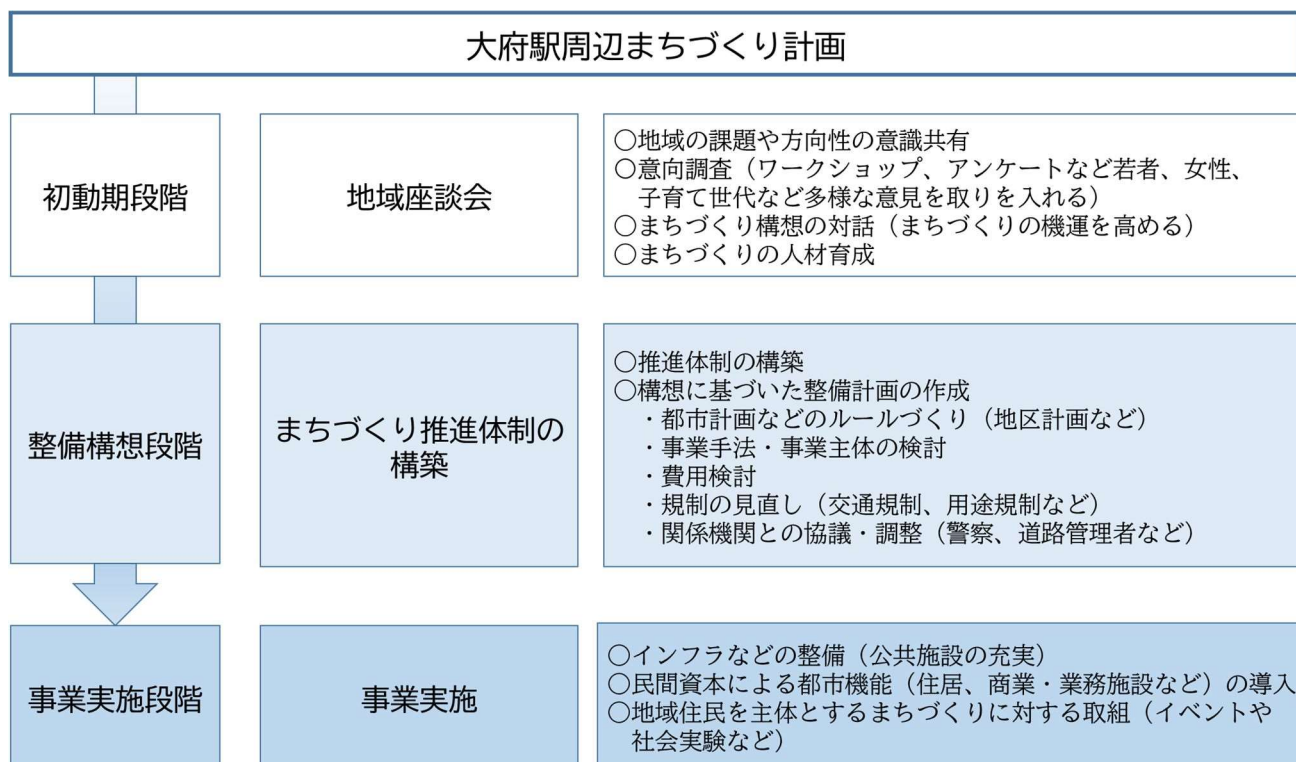 大府駅周辺まちづくり計画
初動期段階
地域座談会
○地域の課題や方向性の意識共有
○意向調査（ワークショップ、アンケートなど若者、女性、
子育て世代など多様な意見を取りを入れる）
○まちづくり構想の対話（まちづくりの機運を高める）
○まちづくりの人材育成
整備構想段階
まちづくり推進体制の
構築
○推進体制の構築
○構想に基づいた整備計画の作成
・都市計画などのルールづくり（地区計画など）
・事業手法・事業主体の検討
・費用検討
・規制の見直し（交通規制、用途規制など）
・関係機関との協議・調整（警察、道路管理者など）
事業実施段階
事業実施
○インフラなどの整備（公共施設の充実）
○民間資本による都市機能（住居、商業・業務施設など）の導入
○地域住民を主体とするまちづくりに対する取組（イベントや
社会実験など）